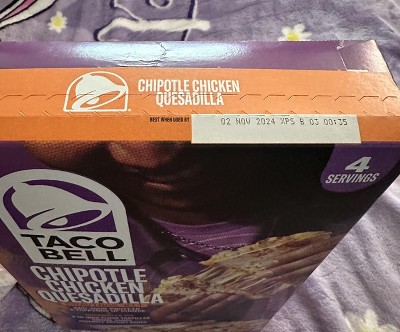 CHIPOTLE CHICKEN
QUESADILLA
BEST WHEN USED BY
02 NOV 2024 XPS B 03 00:35
4
SERVINGS
TACO
BELL
CHIPOTLE
CHICKEN
QUESADILLA